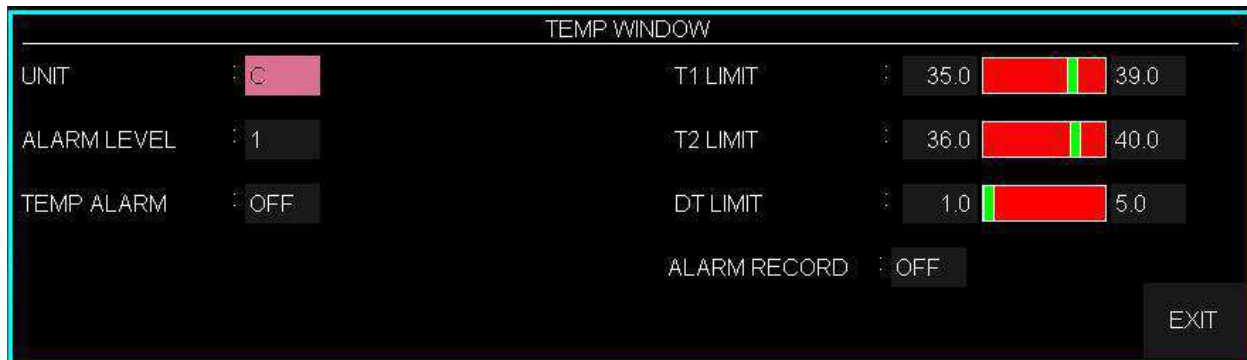 TEMP WINDOW
UNIT : C T1 LIMIT : 35.0 39.0
ALARM LEVEL : 1 T2 LIMIT : 36.0 40.0
TEMP ALARM : OFF DT LIMIT : 1.0 5.0
ALARM RECORD : OFF
EXIT